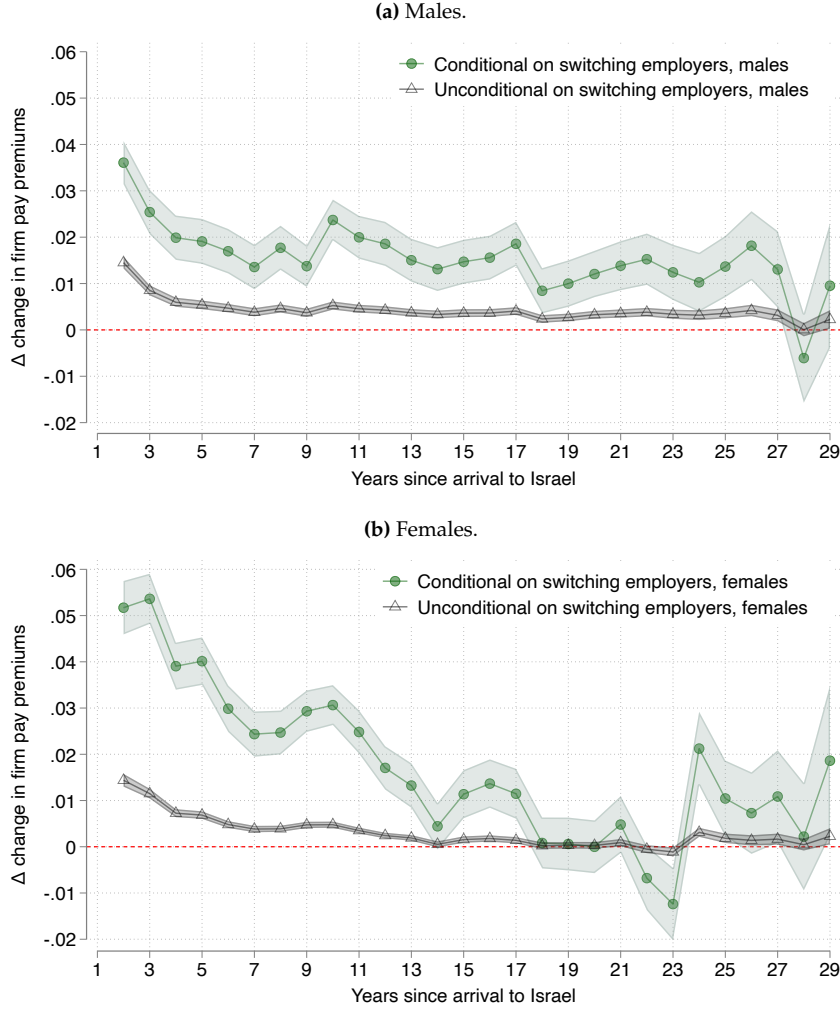 (a) Males.
Conditional on switching employers, males
Unconditional on switching employers, males
Δ change in firm pay premiums
.06
.05
.04
.03
.02
.01
0
-.01
-.02
1 3 5 7 9 11 13 15 17 19 21 23 25 27 29
Years since arrival to Israel
(b) Females.
Conditional on switching employers, females
Unconditional on switching employers, females
Δ change in firm pay premiums
.06
.05
.04
.03
.02
.01
0
-.01
-.02
1 3 5 7 9 11 13 15 17 19 21 23 25 27 29
Years since arrival to Israel